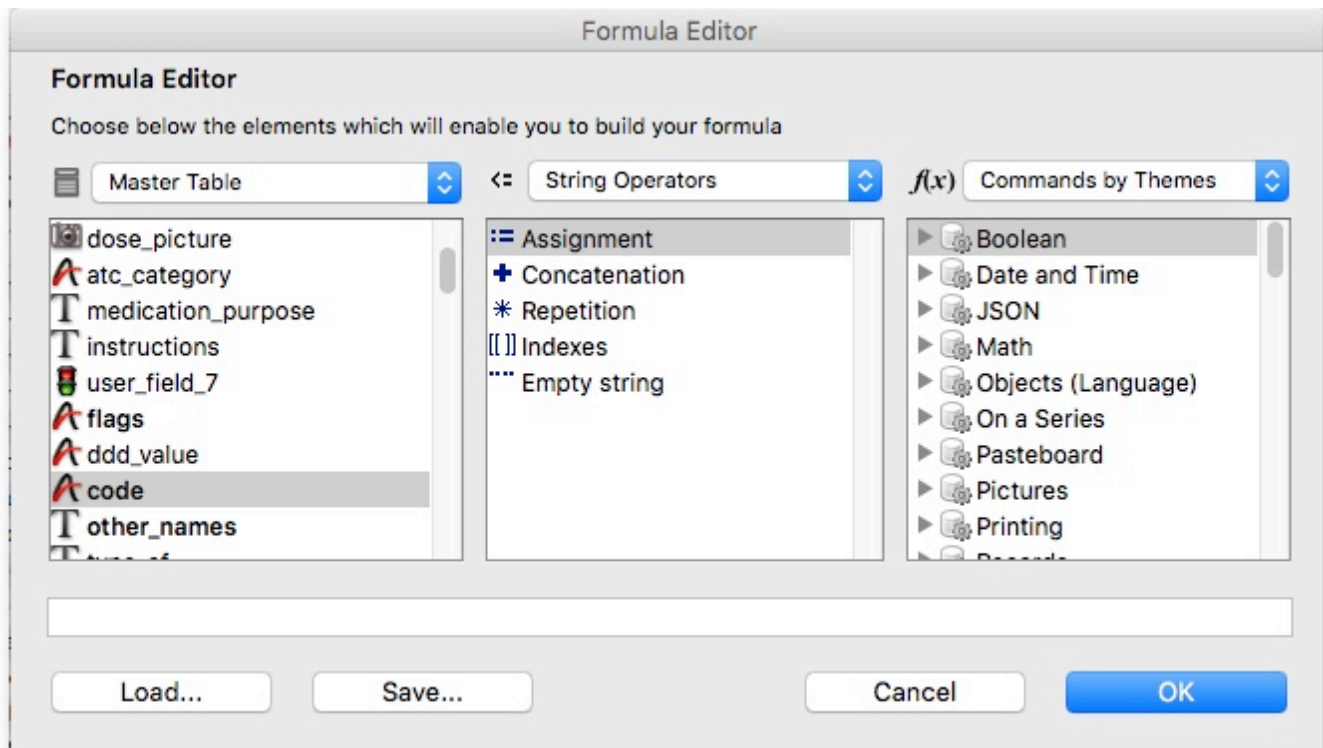 Formula Editor
Formula Editor
Choose below the elements which will enable you to build your formula
Master Table
dose_picture
atc_category
medication_purpose
instructions
user_field_7
flags
ddd_value
code
other_names
<= String Operators
:= Assignment
+ Concatenation
* Repetition
[[ ]] Indexes
"" Empty string
f(x) Commands by Themes
Boolean
Date and Time
JSON
Math
Objects (Language)
On a Series
Pasteboard
Pictures
Printing
Load...
Save...
Cancel
OK